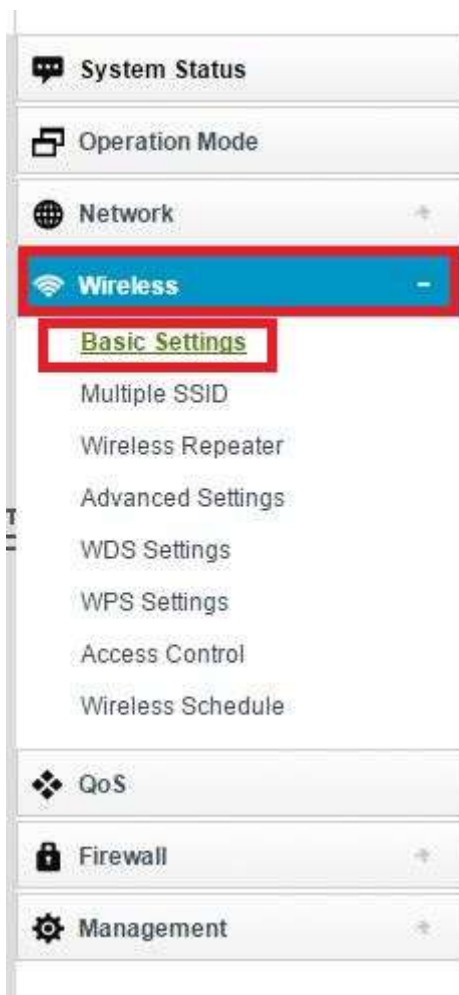 System Status
Operation Mode
Network
Wireless
Basic Settings
Multiple SSID
Wireless Repeater
Advanced Settings
WDS Settings
WPS Settings
Access Control
Wireless Schedule
QoS
Firewall
Management